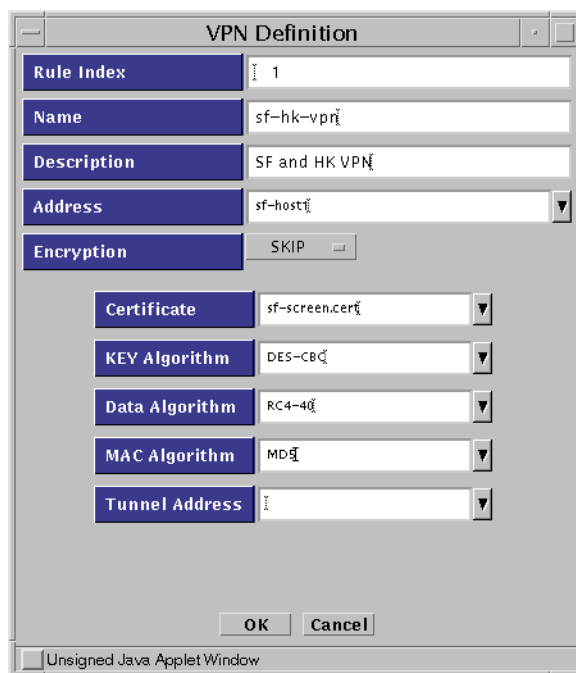 VPN Definition
Rule Index 1
Name sf-hk-vpn
Description SF and HK VPN
Address sf-host1
Encryption SKIP
Certificate sf-screen.cert
KEY Algorithm DES-CBC
Data Algorithm RC4-40
MAC Algorithm MD5
Tunnel Address
OK Cancel
Unsigned Java Applet Window